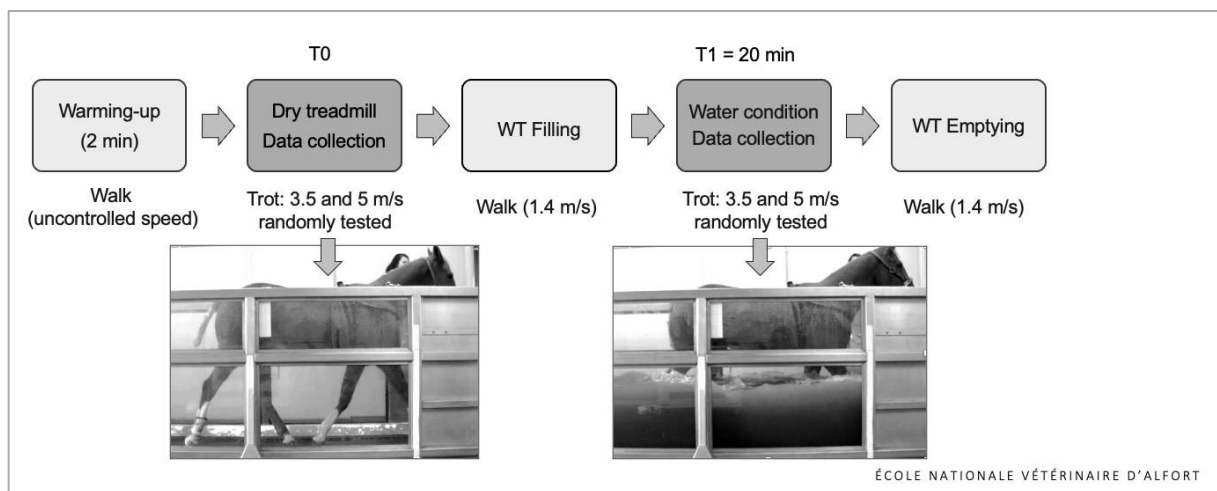 T0
T1 = 20 min
Warming-up
(2 min)
Dry treadmill
Data collection
WT Filling
Water condition
Data collection
WT Emptying
Walk
(uncontrolled speed)
Trot: 3.5 and 5 m/s
randomly tested
Walk (1.4 m/s)
Trot: 3.5 and 5 m/s
randomly tested
Walk (1.4 m/s)
ÉCOLE NATIONALE VÉTÉRINAIRE D'ALFORT